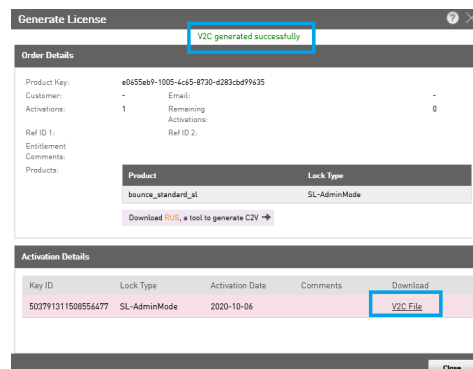 Generate License
V2C generated successfully
Order Details
Product Key: e0655eb9-1005-4c65-8730-d283cbd99635
Customer: - Email: -
Activations: 1 Remaining Activations: 0
Ref ID 1: Ref ID 2:
Entitlement Comments:
Products:
Product Lock Type
bounce_standard_sl SL-AdminMode
Download RUS, a tool to generate C2V →
Activation Details
Key ID Lock Type Activation Date Comments Download
503791311508556477 SL-AdminMode 2020-10-06 V2C File
Close